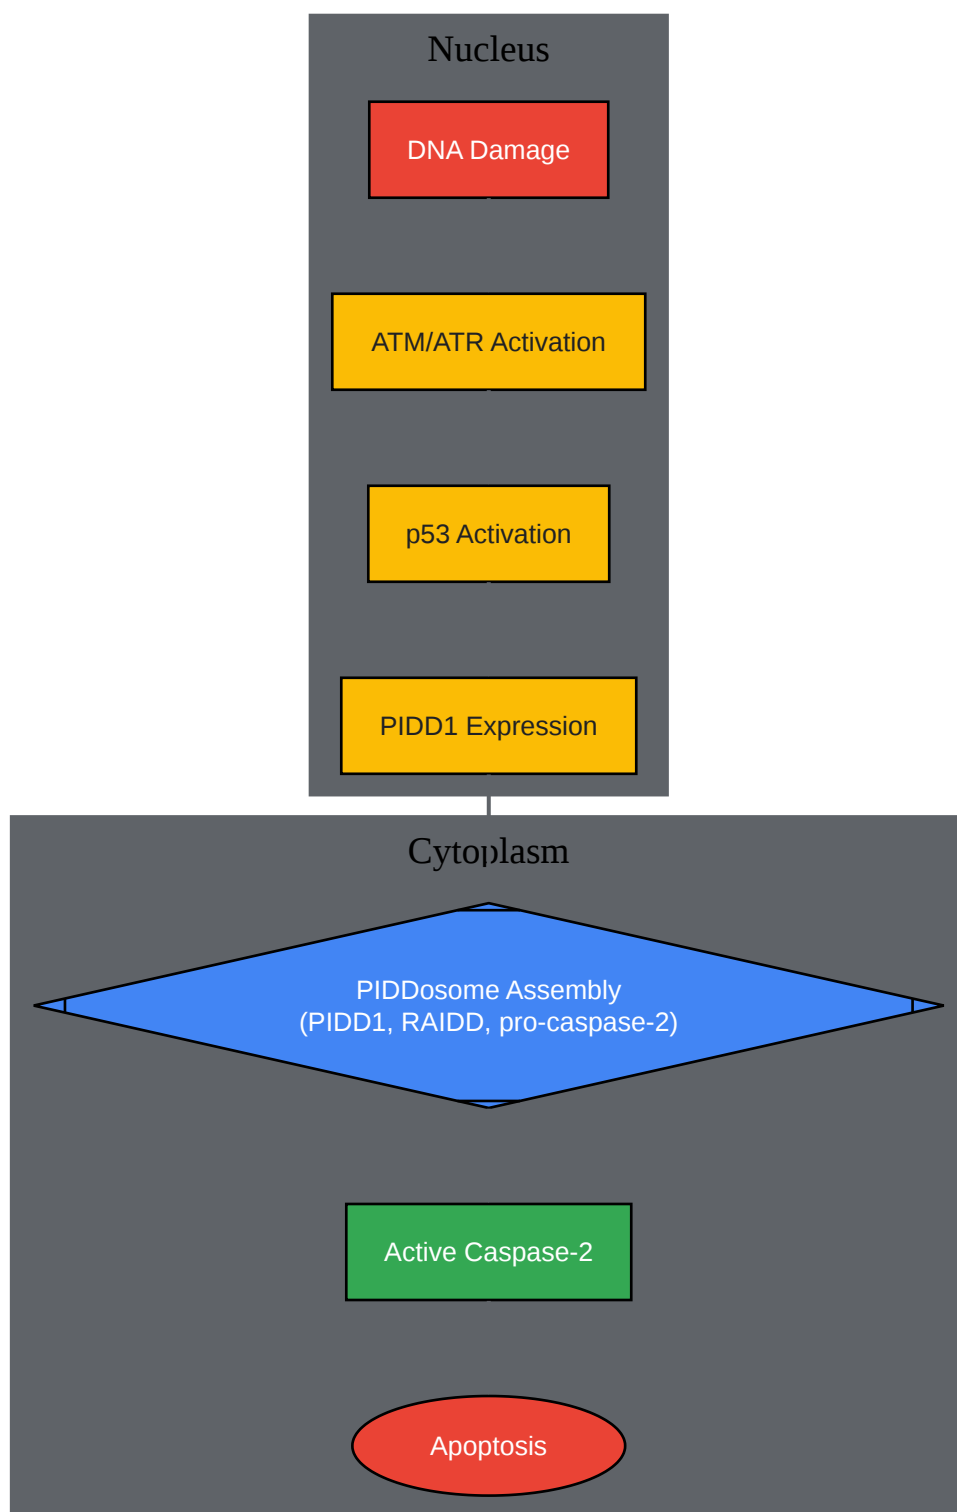 Nucleus
DNA Damage
ATM/ATR Activation
p53 Activation
PIDD1 Expression
Cytoplasm
PIDDosome Assembly
(PIDD1, RAIDD, pro-caspase-2)
Active Caspase-2
Apoptosis